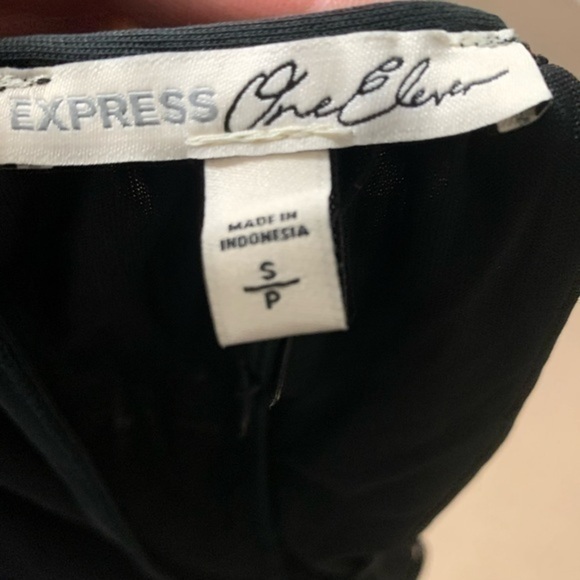 EXPRESS One Eleven
MADE IN
INDONESIA
S
P